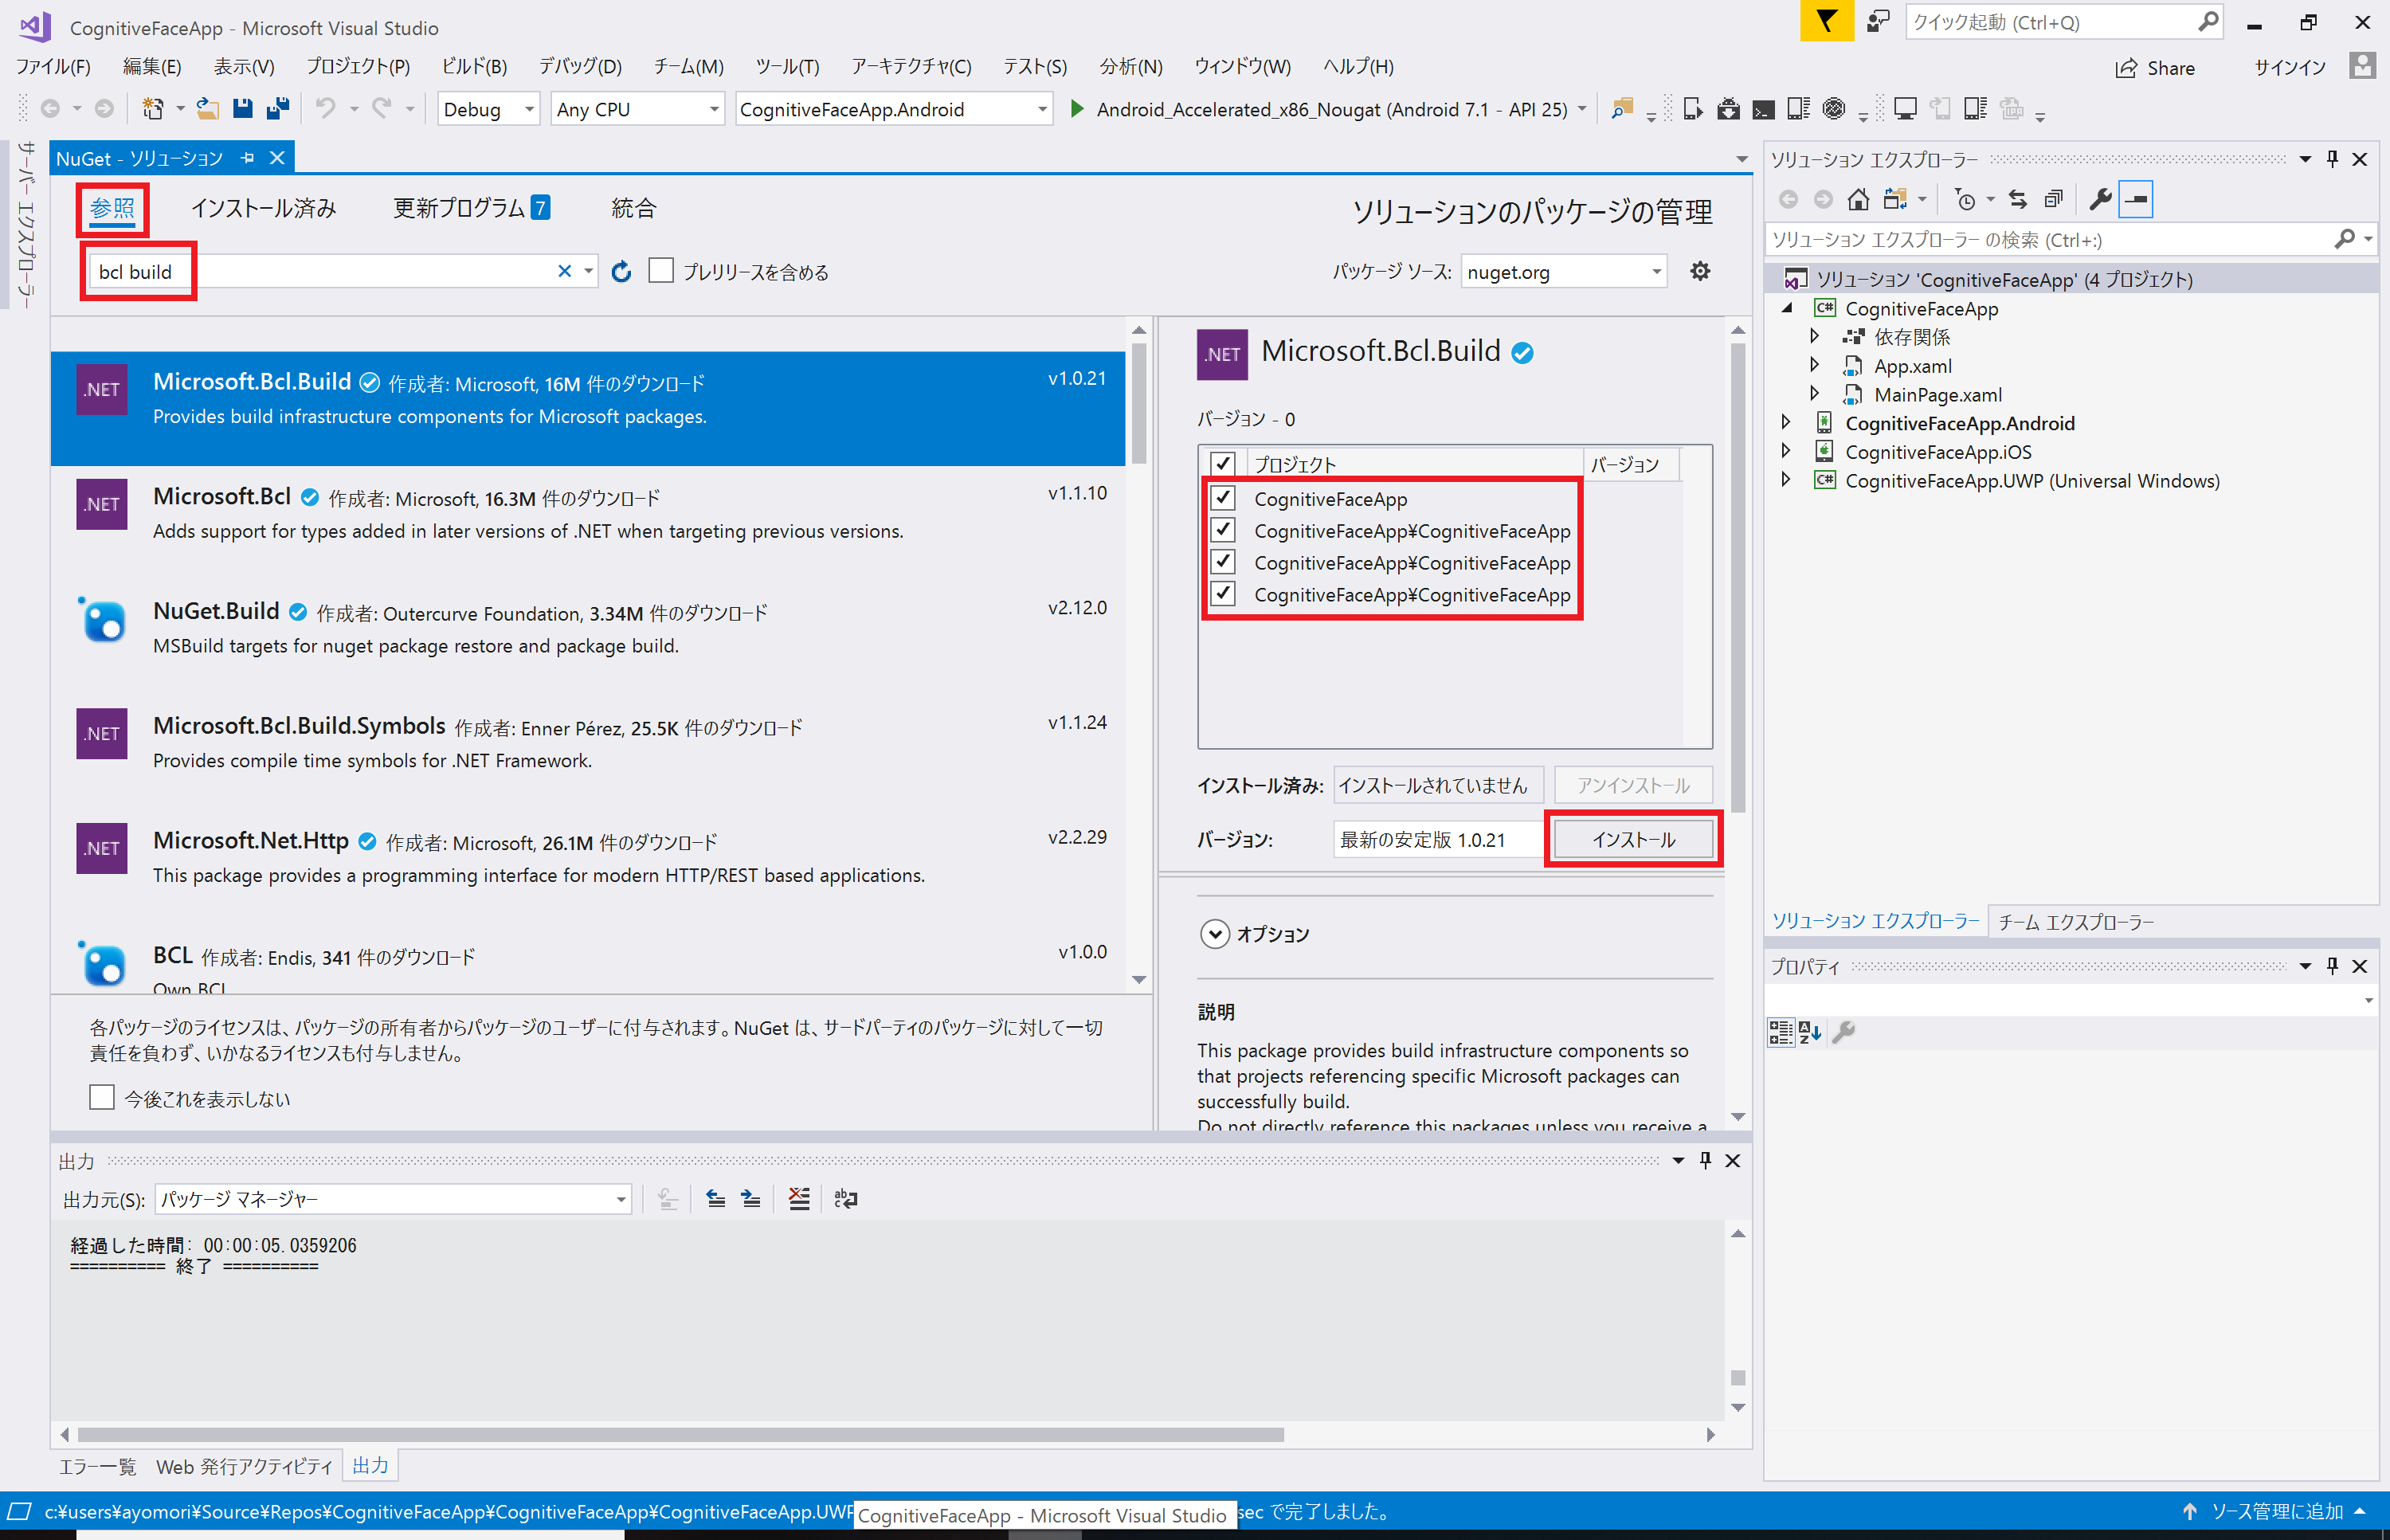 CognitiveFaceApp - Microsoft Visual Studio
クイック起動 (Ctrl+Q)
ファイル(F) 編集(E) 表示(V) プロジェクト(P) ビルド(B) デバッグ(D) チーム(M) ツール(T) アーキテクチャ(C) テスト(S) 分析(N) ウィンドウ(W) ヘルプ(H)
Share サインイン
Debug Any CPU CognitiveFaceApp.Android Android_Accelerated_x86_Nougat (Android 7.1 - API 25)
サーバー エクスプローラー
NuGet - ソリューション
参照 インストール済み 更新プログラム 7 統合
ソリューションのパッケージの管理
bcl build
プレリリースを含める
パッケージ ソース: nuget.org
.NET
Microsoft.Bcl.Build 作成者: Microsoft, 16M 件のダウンロード v1.0.21
Provides build infrastructure components for Microsoft packages.
.NET
Microsoft.Bcl 作成者: Microsoft, 16.3M 件のダウンロード v1.1.10
Adds support for types added in later versions of .NET when targeting previous versions.
NuGet.Build 作成者: Outercurve Foundation, 3.34M 件のダウンロード v2.12.0
MSBuild targets for nuget package restore and package build.
.NET
Microsoft.Bcl.Build.Symbols 作成者: Enner Pérez, 25.5K 件のダウンロード v1.1.24
Provides compile time symbols for .NET Framework.
.NET
Microsoft.Net.Http 作成者: Microsoft, 26.1M 件のダウンロード v2.2.29
This package provides a programming interface for modern HTTP/REST based applications.
BCL 作成者: Endis, 341 件のダウンロード v1.0.0
Own BCL
各パッケージのライセンスは、パッケージの所有者からパッケージのユーザーに付与されます。NuGet は、サードパーティのパッケージに対して一切
責任を負わず、いかなるライセンスも付与しません。
今後これを表示しない
.NET
Microsoft.Bcl.Build
バージョン - 0
プロジェクト バージョン
CognitiveFaceApp
CognitiveFaceApp¥CognitiveFaceApp
CognitiveFaceApp¥CognitiveFaceApp
CognitiveFaceApp¥CognitiveFaceApp
インストール済み: インストールされていません アンインストール
バージョン: 最新の安定版 1.0.21 インストール
オプション
説明
This package provides build infrastructure components so
that projects referencing specific Microsoft packages can
successfully build.
Do not directly reference this packages unless you receive a
出力
出力元(S): パッケージ マネージャー
経過した時間: 00:00:05.0359206
========== 終了 ==========
エラー一覧 Web 発行アクティビティ 出力
ソリューション エクスプローラー
ソリューション エクスプローラー の検索 (Ctrl+:)
ソリューション 'CognitiveFaceApp' (4 プロジェクト)
C# CognitiveFaceApp
依存関係
App.xaml
MainPage.xaml
CognitiveFaceApp.Android
CognitiveFaceApp.iOS
C# CognitiveFaceApp.UWP (Universal Windows)
ソリューション エクスプローラー チーム エクスプローラー
プロパティ
c:¥users¥ayomori¥Source¥Repos¥CognitiveFaceApp¥CognitiveFaceApp¥CognitiveFaceApp.UWP
CognitiveFaceApp - Microsoft Visual Studio
sec で完了しました。
ソース管理に追加